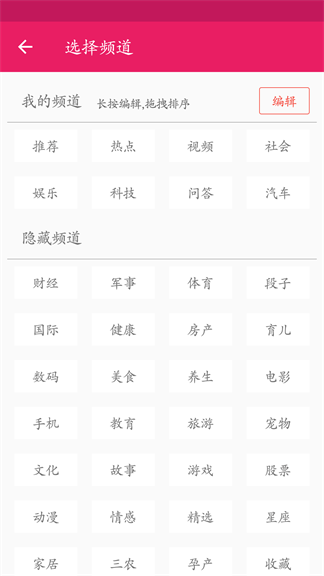 选择频道
我的频道 长按编辑,拖拽排序 编辑
推荐 热点 视频 社会
娱乐 科技 问答 汽车
隐藏频道
财经 军事 体育 段子
国际 健康 房产 育儿
数码 美食 养生 电影
手机 教育 旅游 宠物
文化 故事 游戏 股票
动漫 情感 精选 星座
家居 三农 孕产 收藏